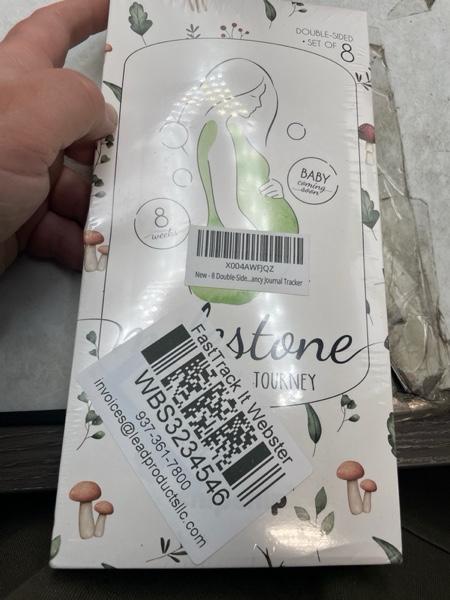 DOUBLE-SIDED
• SET OF 8
BABY
coming
soon
8
weeks
X004AWFJQZ
New - 8 Double-Side...ancy Journal Tracker
stone
TOURNEY
FastTrack It Webster
WBS3234546
937-361-7800
invoices@leadproductsllc.com